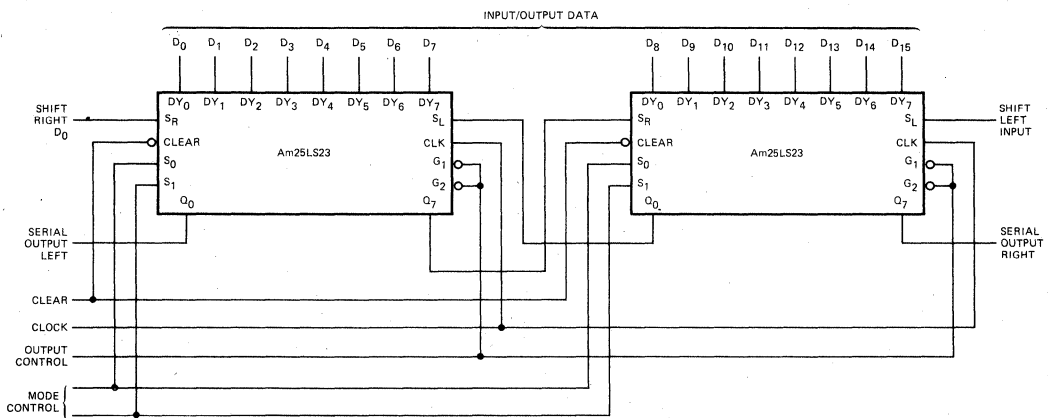 INPUT/OUTPUT DATA
D0 D1 D2 D3 D4 D5 D6 D7 D8 D9 D10 D11 D12 D13 D14 D15
DY0 DY1 DY2 DY3 DY4 DY5 DY6 DY7
DY0 DY1 DY2 DY3 DY4 DY5 DY6 DY7
SHIFT
RIGHT
D0
SR
CLEAR
S0
S1
Q0
Am25LS23
SL
CLK
G1
G2
Q7
SR
CLEAR
S0
S1
Q0
Am25LS23
SL
CLK
G1
G2
Q7
SHIFT
LEFT
INPUT
SERIAL
OUTPUT
LEFT
SERIAL
OUTPUT
RIGHT
CLEAR
CLOCK
OUTPUT
CONTROL
MODE
CONTROL